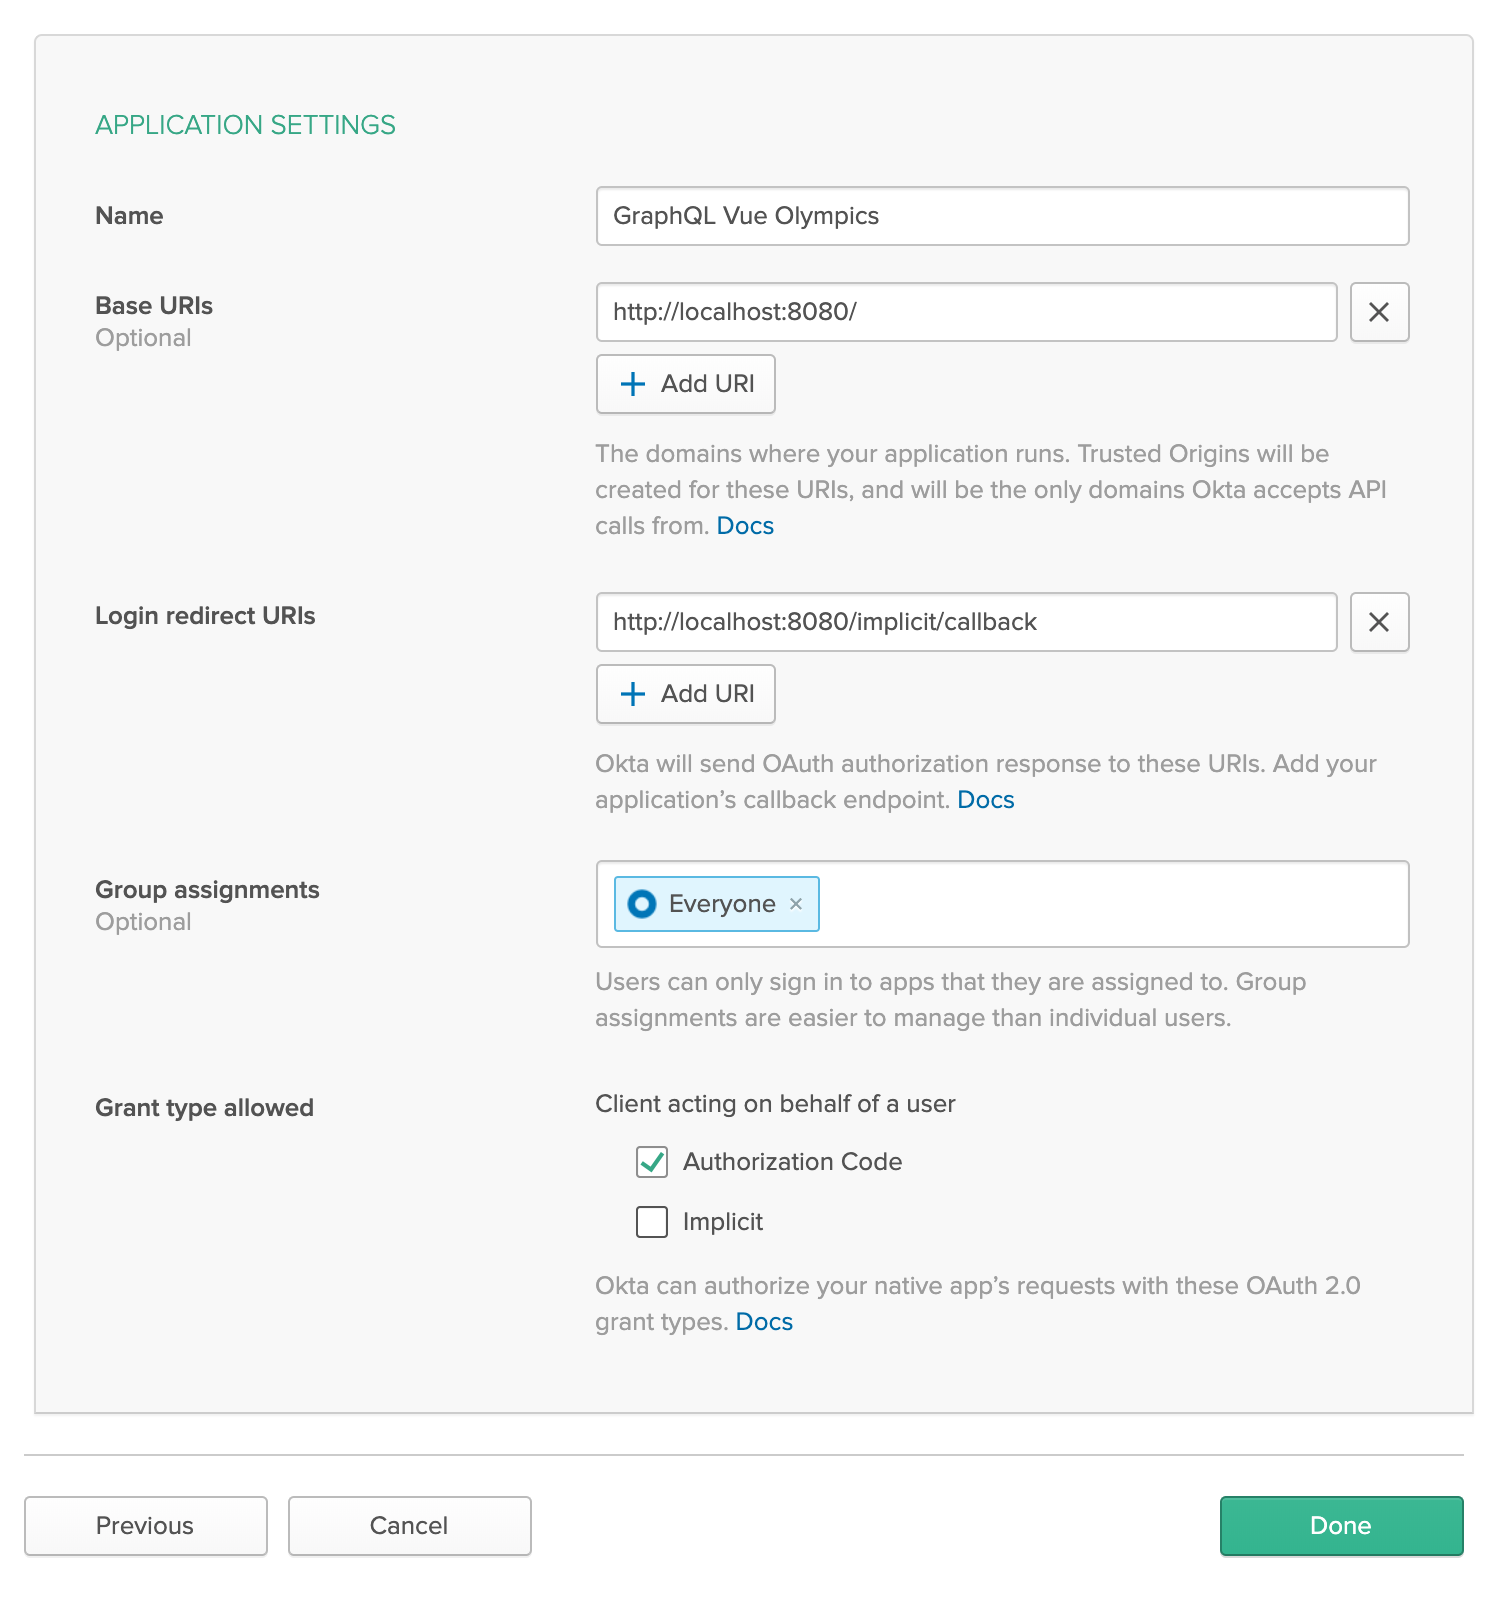 APPLICATION SETTINGS
Name
GraphQL Vue Olympics
Base URIs
Optional
http://localhost:8080/
Add URI
The domains where your application runs. Trusted Origins will be
created for these URIs, and will be the only domains Okta accepts API
calls from. Docs
Login redirect URIs
http://localhost:8080/implicit/callback
Add URI
Okta will send OAuth authorization response to these URIs. Add your
application’s callback endpoint. Docs
Group assignments
Optional
Everyone ×
Users can only sign in to apps that they are assigned to. Group
assignments are easier to manage than individual users.
Grant type allowed
Client acting on behalf of a user
Authorization Code
Implicit
Okta can authorize your native app’s requests with these OAuth 2.0
grant types. Docs
Previous
Cancel
Done